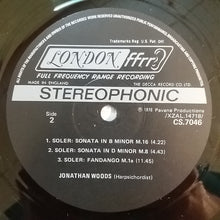 Trademarks Reg. U.S. Pat. Off.
LONDON ffrr
FULL FREQUENCY RANGE RECORDING
MADE IN ENGLAND. THE DECCA RECORD CO LTD.
STEREOPHONIC
℗ 1976 Pavane Productions
Side
2
/XZAL.14718/
CS.7046
1. SOLER: SONATA IN B MINOR M.10 (4.22)
2. SOLER: SONATA IN D MINOR M.8 (4.43)
3. SOLER: FANDANGO M.1a (11.45)
JONATHAN WOODS (Harpsichordist)